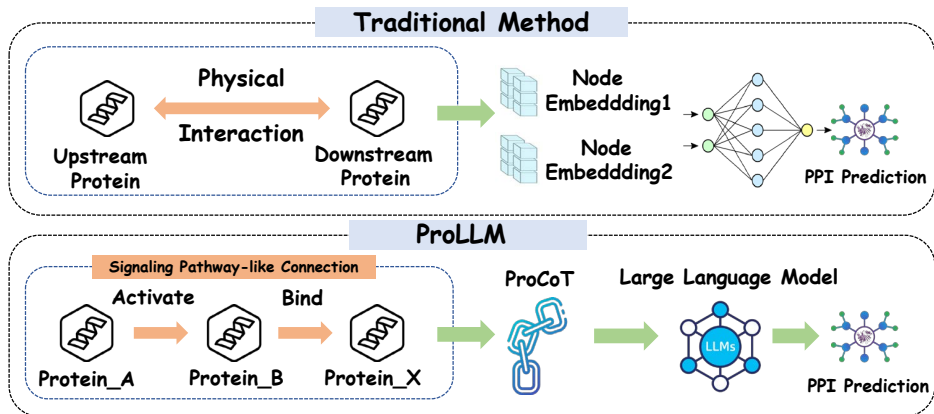 Traditional Method
Physical
Interaction
Upstream
Protein
Downstream
Protein
Node
Embeddding1
Node
Embeddding2
PPI Prediction
ProLLM
Signaling Pathway-like Connection
Activate
Bind
Protein_A
Protein_B
Protein_X
ProCoT
Large Language Model
LLMs
PPI Prediction